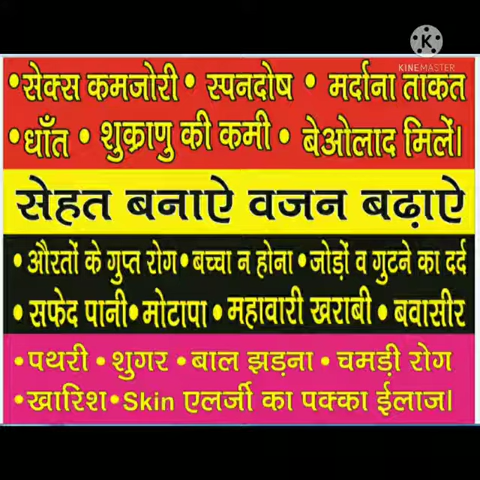 K
KINEMASTER
•सेक्स कमजोरी • स्पनदोष • मर्दाना ताकत
•धाँत • शुक्राणु की कमी • बेओलाद मिलें।
सेहत बनाऐ वजन बढ़ाऐ
• औरतों के गुप्त रोग • बच्चा न होना • जोड़ों व गुटने का दर्द
• सफेद पानी • मोटापा • महावारी खराबी • बवासीर
• पथरी • शुगर • बाल झड़ना • चमड़ी रोग
• खारिश • Skin एलर्जी का पक्का ईलाज।